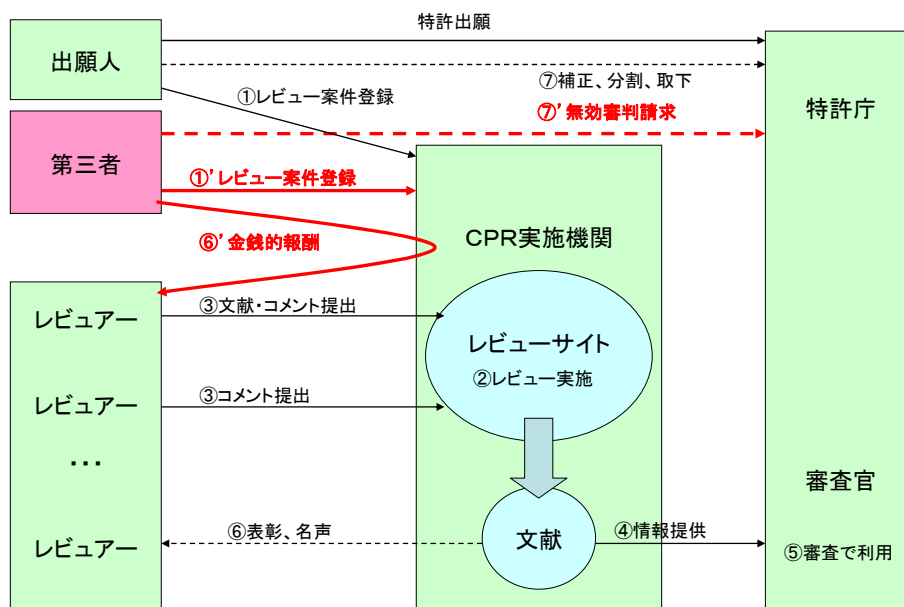 特許出願
出願人
⑦補正、分割、取下
①レビュー案件登録
⑦’無効審判請求
特許庁
第三者
①’レビュー案件登録
⑥’金銭的報酬
CPR実施機関
レビュアー
③文献・コメント提出
レビューサイト
②レビュー実施
レビュアー
③コメント提出
…
審査官
レビュアー
⑥表彰、名声
文献
④情報提供
⑤審査で利用